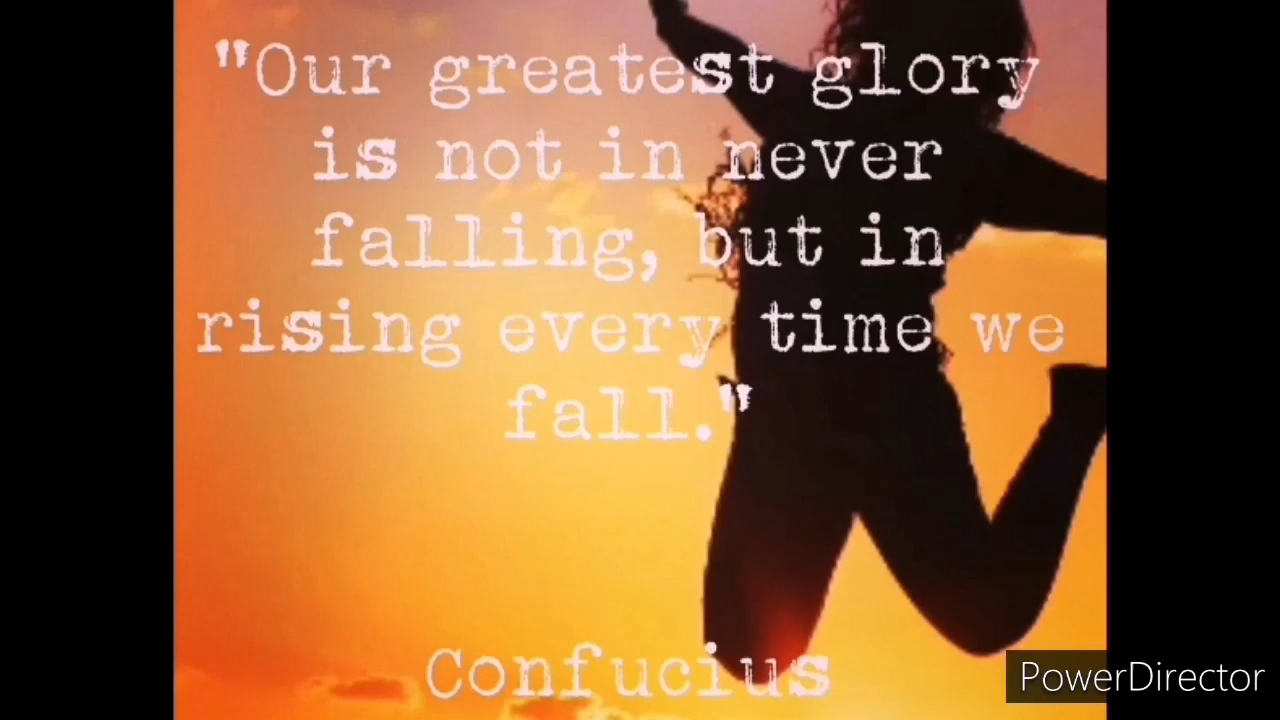 "Our greatest glory
is not in never
falling, but in
rising every time we
fall."
Confucius
PowerDirector